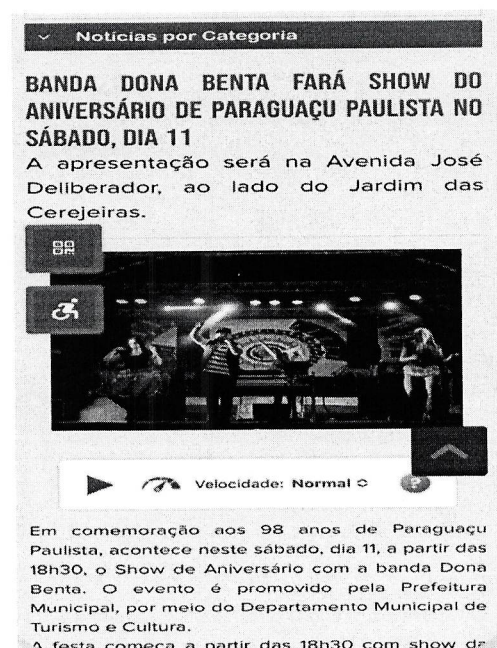 Notícias por Categoria
BANDA DONA BENTA FARÁ SHOW DO
ANIVERSÁRIO DE PARAGUAÇU PAULISTA NO
SÁBADO, DIA 11
A apresentação será na Avenida José
Deliberador, ao lado do Jardim das
Cerejeiras.
Velocidade: Normal
?
Em comemoração aos 98 anos de Paraguaçu
Paulista, acontece neste sábado, dia 11, a partir das
18h30, o Show de Aniversário com a banda Dona
Benta. O evento é promovido pela Prefeitura
Municipal, por meio do Departamento Municipal de
Turismo e Cultura.
A festa começa a partir das 18h30 com show da